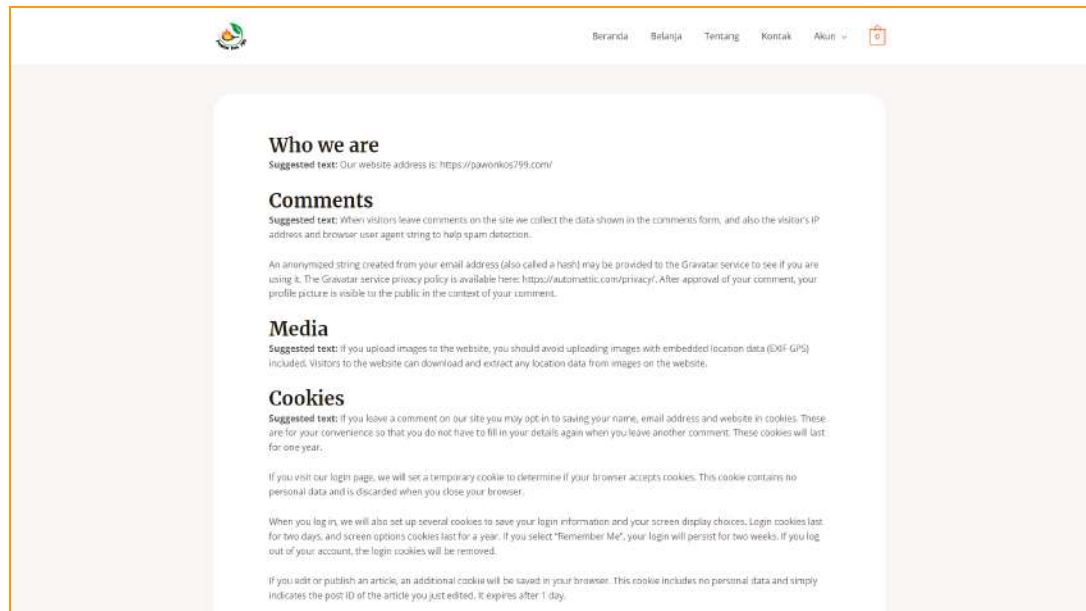 Beranda
Belanja
Tentang
Kontak
Akun
0
Who we are
Suggested text: Our website address is: https://pawonkos799.com/
Comments
Suggested text: When visitors leave comments on the site we collect the data shown in the comments form, and also the visitor's IP
address and browser user agent string to help spam detection.
An anonymized string created from your email address (also called a hash) may be provided to the Gravatar service to see if you are
using it. The Gravatar service privacy policy is available here: https://automattic.com/privacy/. After approval of your comment, your
profile picture is visible to the public in the context of your comment.
Media
Suggested text: If you upload images to the website, you should avoid uploading images with embedded location data (EXIF GPS)
included. Visitors to the website can download and extract any location data from images on the website.
Cookies
Suggested text: If you leave a comment on our site you may opt-in to saving your name, email address and website in cookies. These
are for your convenience so that you do not have to fill in your details again when you leave another comment. These cookies will last
for one year.
If you visit our login page, we will set a temporary cookie to determine if your browser accepts cookies. This cookie contains no
personal data and is discarded when you close your browser.
When you log in, we will also set up several cookies to save your login information and your screen display choices. Login cookies last
for two days, and screen options cookies last for a year. If you select "Remember Me", your login will persist for two weeks. If you log
out of your account, the login cookies will be removed.
If you edit or publish an article, an additional cookie will be saved in your browser. This cookie includes no personal data and simply
indicates the post ID of the article you just edited. It expires after 1 day.